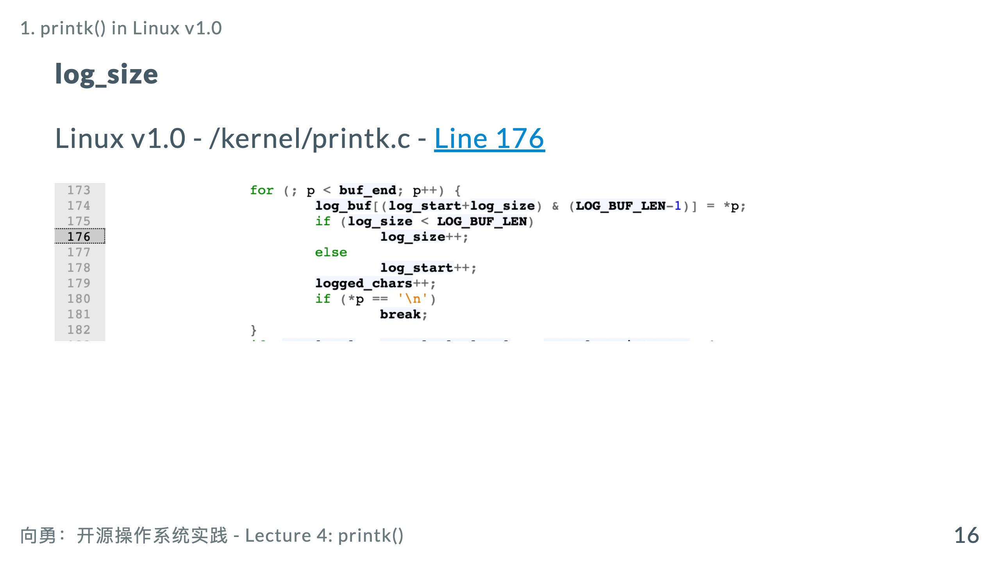 1. printk() in Linux v1.0
log_size
Linux v1.0 - /kernel/printk.c - Line 176
173 for (; p < buf_end; p++) {
174 log_buf[(log_start+log_size) & (LOG_BUF_LEN-1)] = *p;
175 if (log_size < LOG_BUF_LEN)
176 log_size++;
177 else
178 log_start++;
179 logged_chars++;
180 if (*p == '\n')
181 break;
182 }
向勇：开源操作系统实践 - Lecture 4: printk()
16